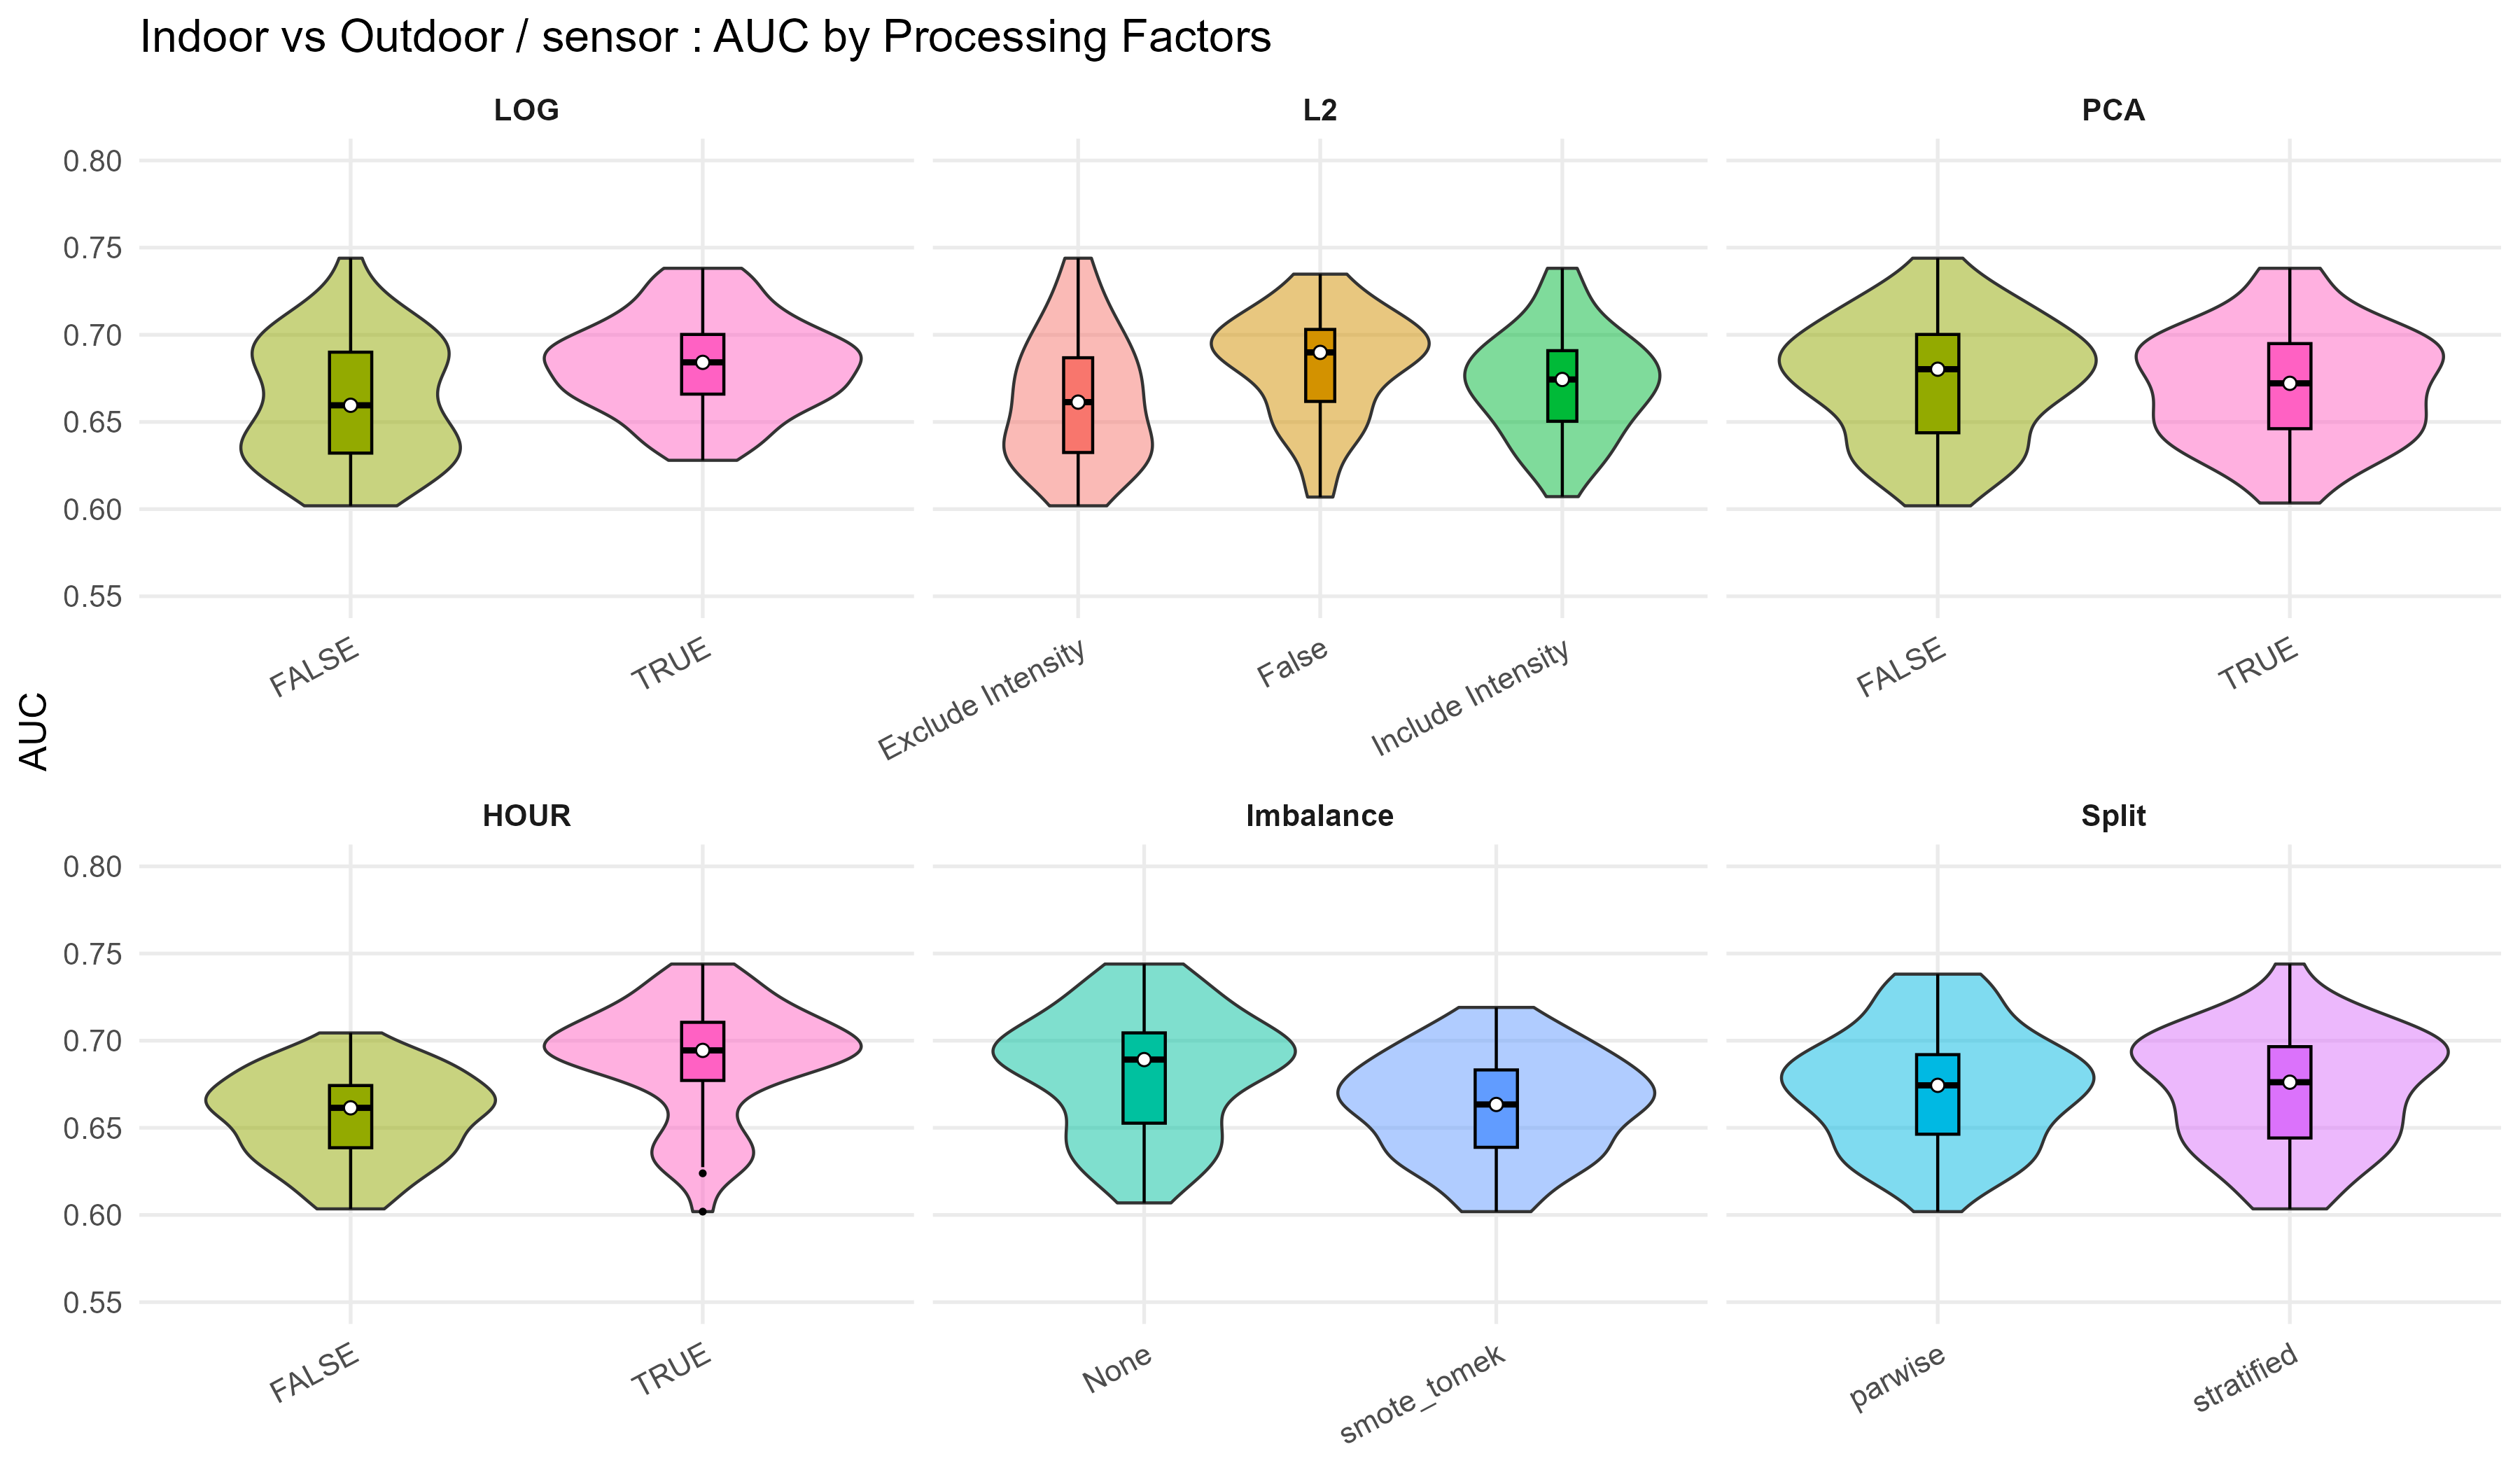 Indoor vs Outdoor / sensor : AUC by Processing Factors
LOG
L2
PCA
0.80
0.75
0.70
0.65
0.60
0.55
FALSE
TRUE
Exclude Intensity
False
Include Intensity
FALSE
TRUE
AUC
HOUR
Imbalance
Split
0.80
0.75
0.70
0.65
0.60
0.55
FALSE
TRUE
None
smote_tomek
parwise
stratified